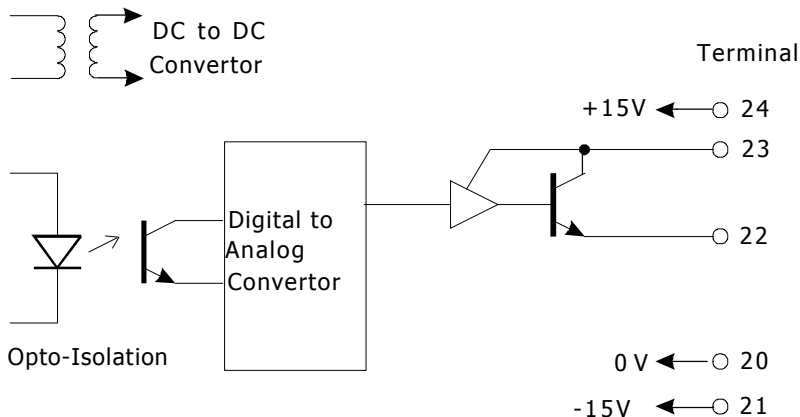 DC to DC
Convertor
Terminal
+15V
24
23
Digital to
Analog
Convertor
22
Opto-Isolation
0 V
20
-15V
21